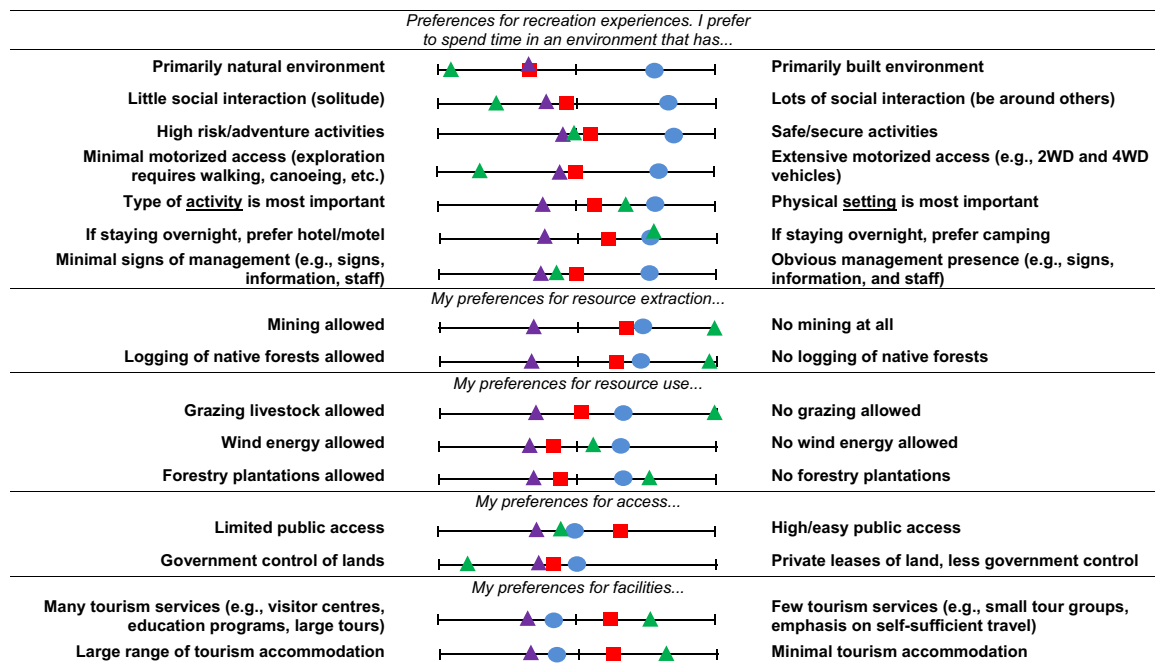 Preferences for recreation experiences. I prefer
to spend time in an environment that has...
Primarily natural environment
Primarily built environment
Little social interaction (solitude)
Lots of social interaction (be around others)
High risk/adventure activities
Safe/secure activities
Minimal motorized access (exploration
requires walking, canoeing, etc.)
Extensive motorized access (e.g., 2WD and 4WD
vehicles)
Type of activity is most important
Physical setting is most important
If staying overnight, prefer hotel/motel
If staying overnight, prefer camping
Minimal signs of management (e.g., signs,
information, staff)
Obvious management presence (e.g., signs,
information, and staff)
My preferences for resource extraction...
Mining allowed
No mining at all
Logging of native forests allowed
No logging of native forests
My preferences for resource use...
Grazing livestock allowed
No grazing allowed
Wind energy allowed
No wind energy allowed
Forestry plantations allowed
No forestry plantations
My preferences for access...
Limited public access
High/easy public access
Government control of lands
Private leases of land, less government control
My preferences for facilities...
Many tourism services (e.g., visitor centres,
education programs, large tours)
Few tourism services (e.g., small tour groups,
emphasis on self-sufficient travel)
Large range of tourism accommodation
Minimal tourism accommodation